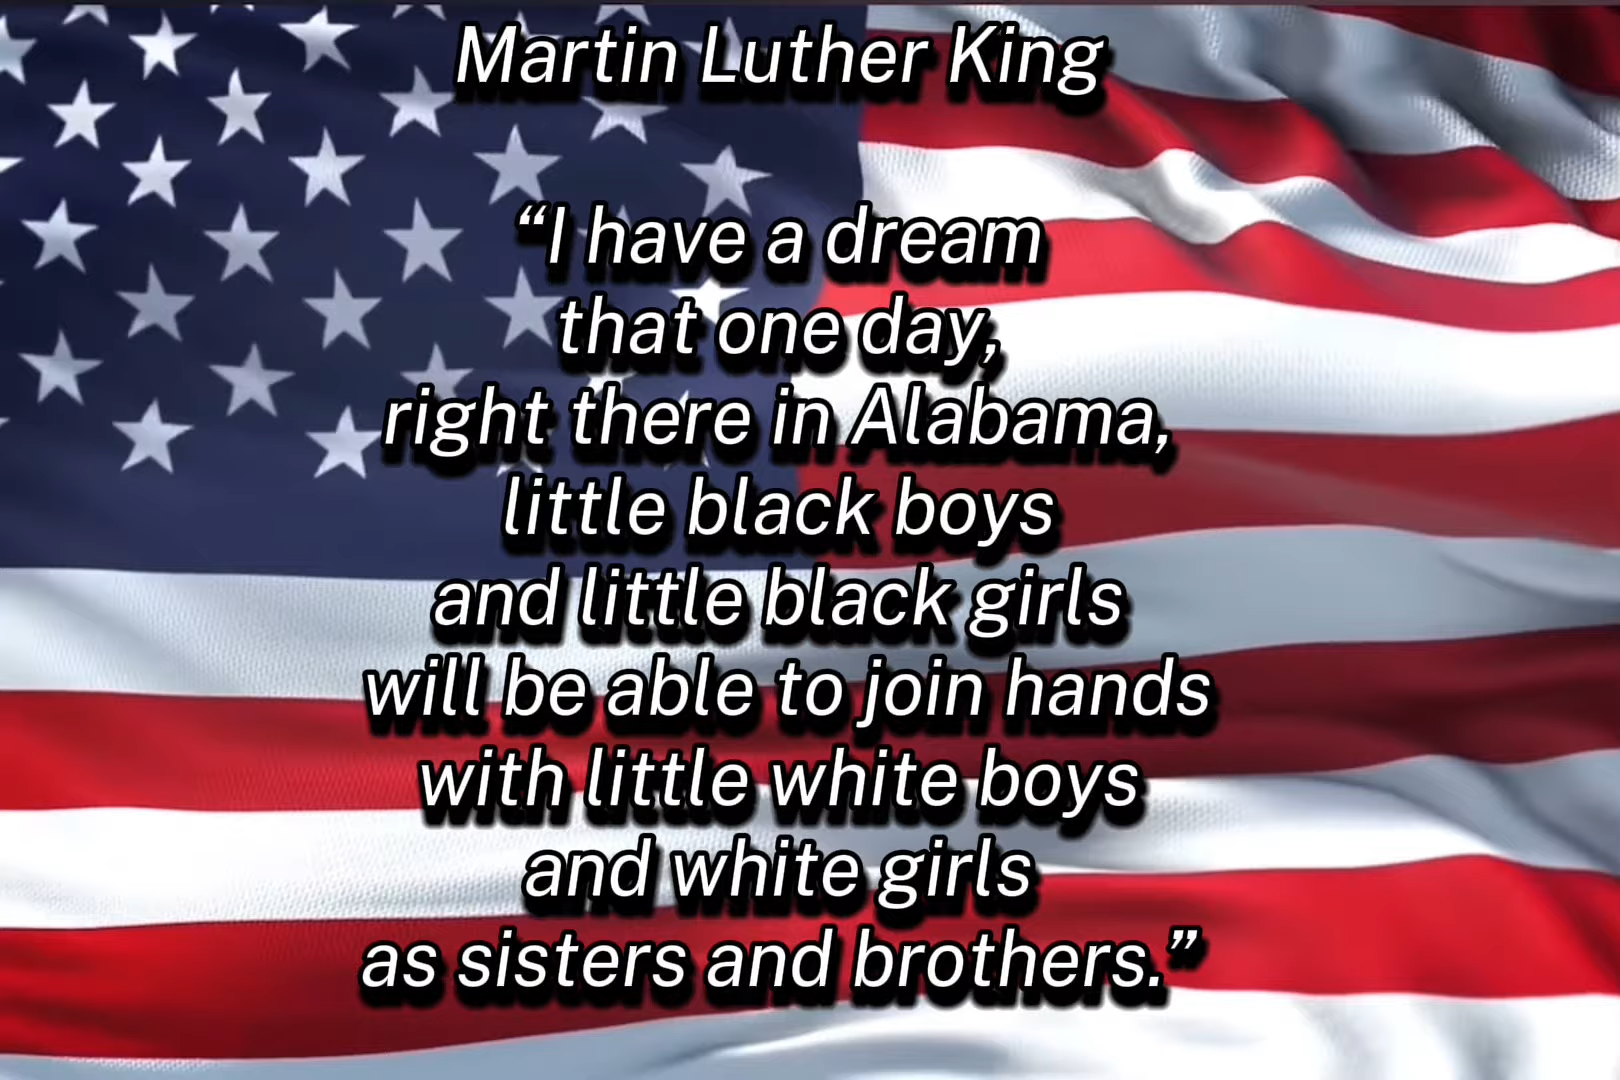 Martin Luther King
“I have a dream
that one day,
right there in Alabama,
little black boys
and little black girls
will be able to join hands
with little white boys
and white girls
as sisters and brothers.”